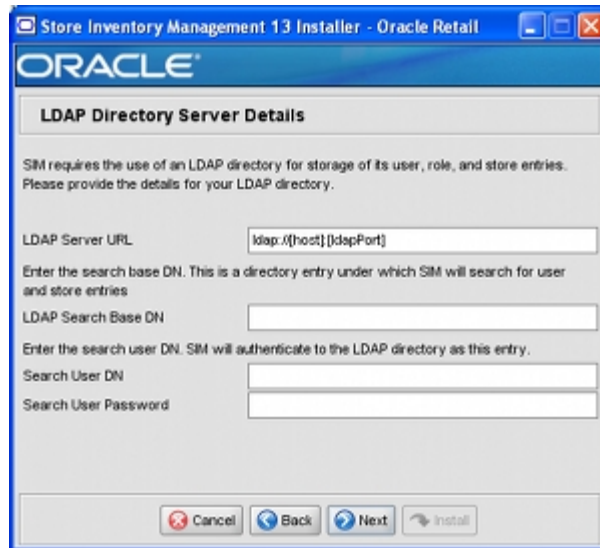 Store Inventory Management 13 Installer - Oracle Retail
ORACLE
LDAP Directory Server Details
SIM requires the use of an LDAP directory for storage of its user, role, and store entries.
Please provide the details for your LDAP directory.
LDAP Server URL
ldap://[host]:[ldapPort]
Enter the search base DN. This is a directory entry under which SIM will search for user
and store entries
LDAP Search Base DN
Enter the search user DN. SIM will authenticate to the LDAP directory as this entry.
Search User DN
Search User Password
Cancel
Back
Next
Install